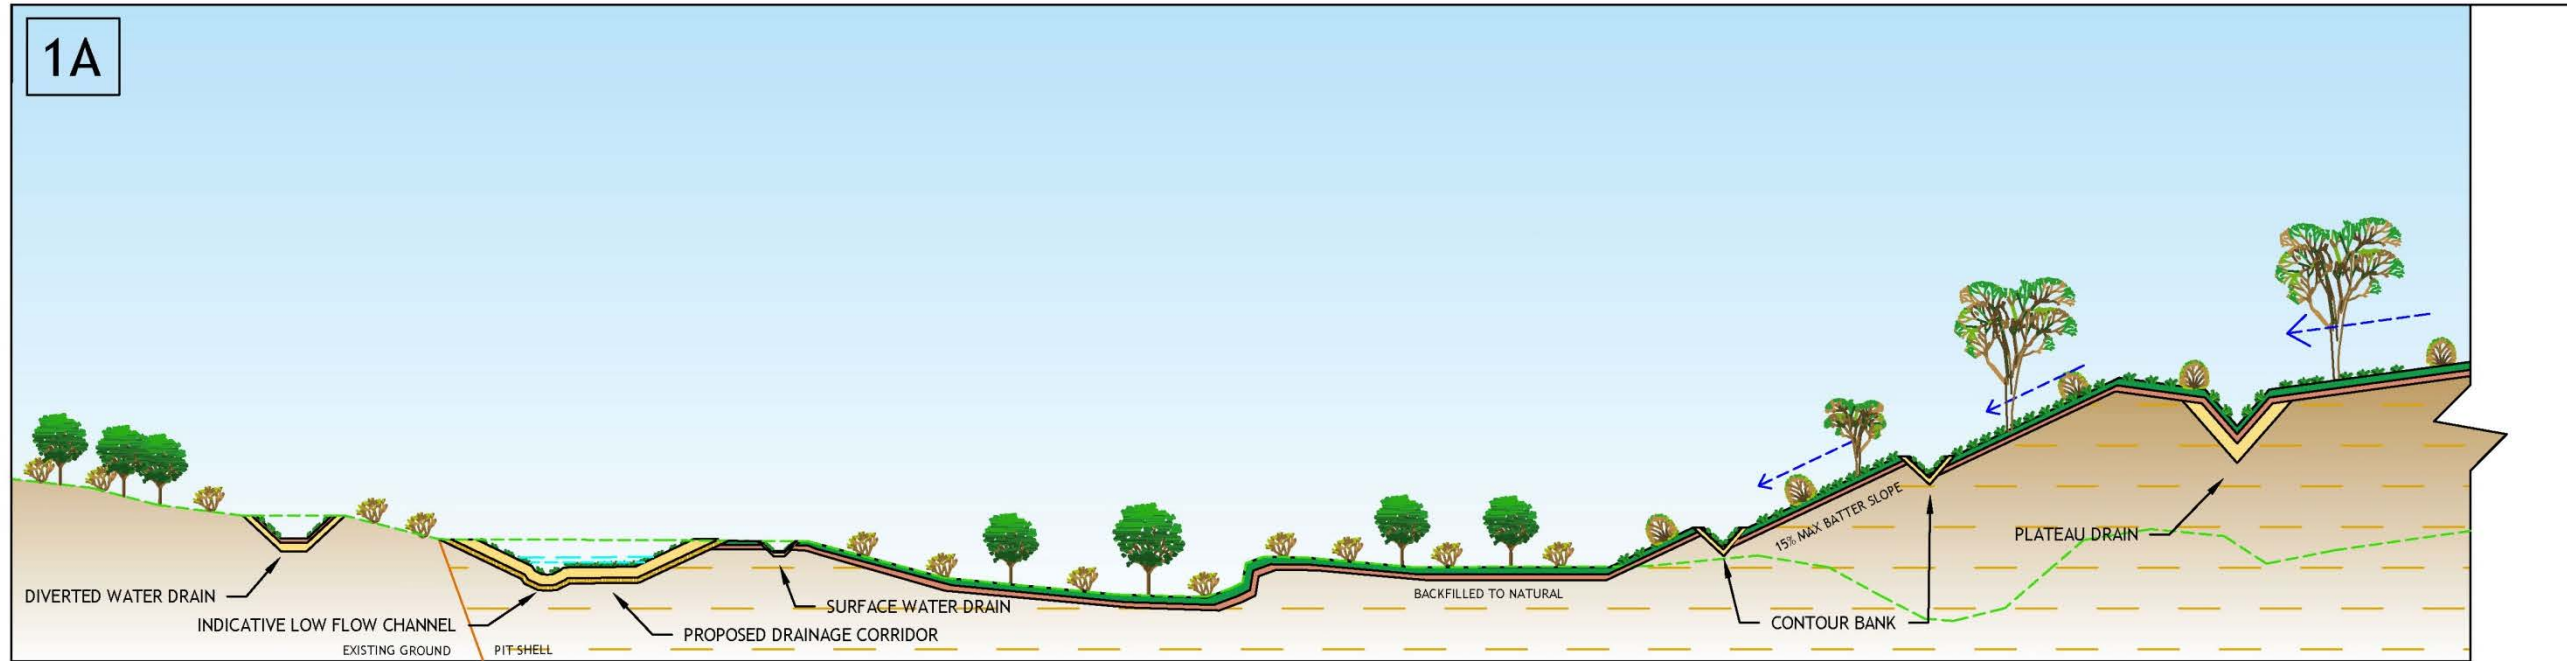 1A
15% MAX BATTER SLOPE
PLATEAU DRAIN
DIVERTED WATER DRAIN
BACKFILLED TO NATURAL
SURFACE WATER DRAIN
INDICATIVE LOW FLOW CHANNEL
CONTOUR BANK
PROPOSED DRAINAGE CORRIDOR
EXISTING GROUND
PIT SHELL